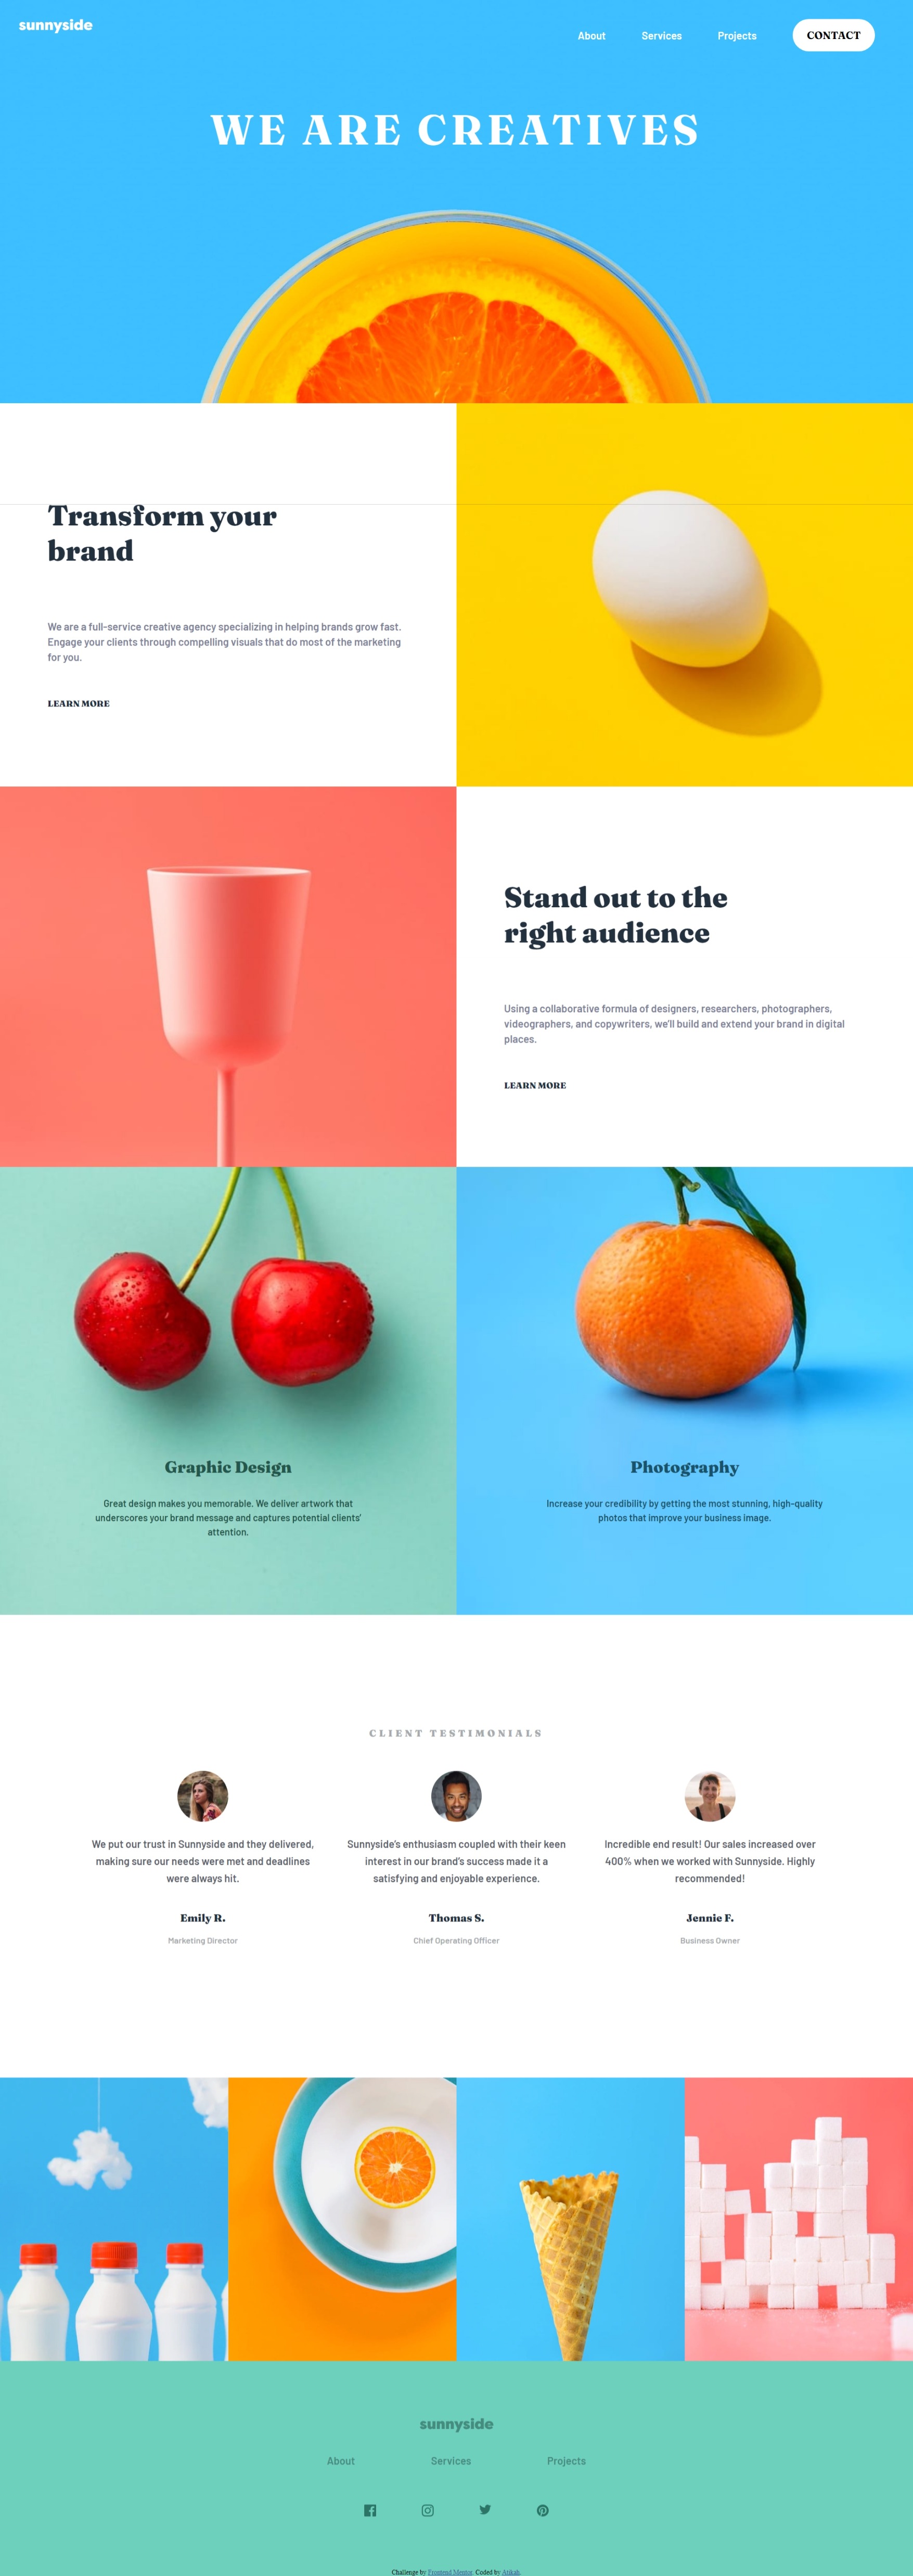 sunnyside
About Services Projects CONTACT
WE ARE CREATIVES
Transform your
brand
We are a full-service creative agency specializing in helping brands grow fast.
Engage your clients through compelling visuals that do most of the marketing
for you.
LEARN MORE
Stand out to the
right audience
Using a collaborative formula of designers, researchers, photographers,
videographers, and copywriters, we'll build and extend your brand in digital
places.
LEARN MORE
Graphic Design
Great design makes you memorable. We deliver artwork that
underscores your brand message and captures potential clients'
attention.
Photography
Increase your credibility by getting the most stunning, high-quality
photos that improve your business image.
CLIENT TESTIMONIALS
We put our trust in Sunnyside and they delivered,
making sure our needs were met and deadlines
were always hit.
Emily R.
Marketing Director
Sunnyside's enthusiasm coupled with their keen
interest in our brand's success made it a
satisfying and enjoyable experience.
Thomas S.
Chief Operating Officer
Incredible end result! Our sales increased over
400% when we worked with Sunnyside. Highly
recommended!
Jennie F.
Business Owner
sunnyside
About Services Projects
Challenge by Frontend Mentor. Coded by Atikah.